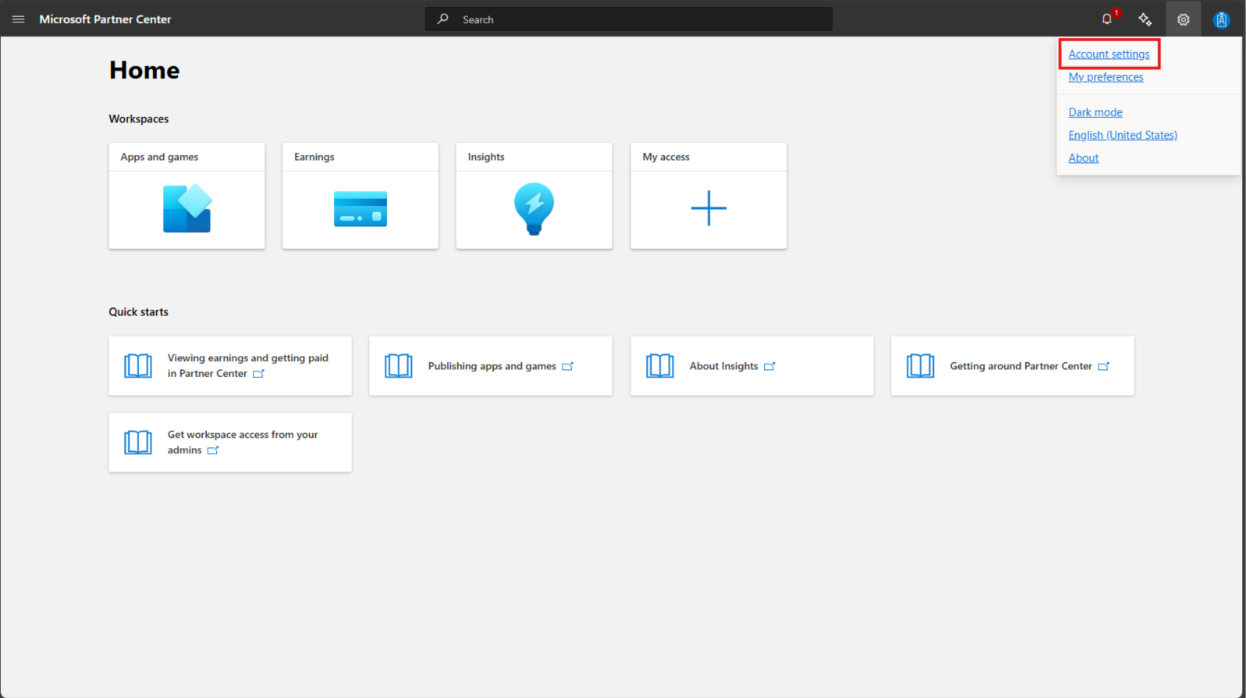 Microsoft Partner Center
Search
1
Account settings
My preferences
Dark mode
English (United States)
About
Home
Workspaces
Apps and games
Earnings
Insights
My access
Quick starts
Viewing earnings and getting paid
in Partner Center
Publishing apps and games
About Insights
Getting around Partner Center
Get workspace access from your
admins